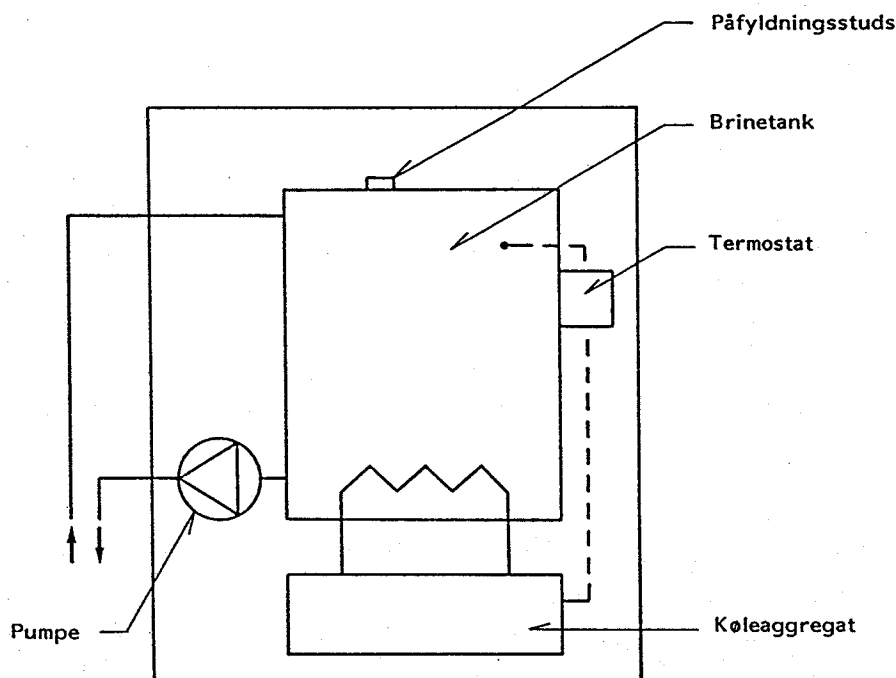 Påfyldningsstuds
Brinetank
Termostat
Pumpe
Køleaggregat